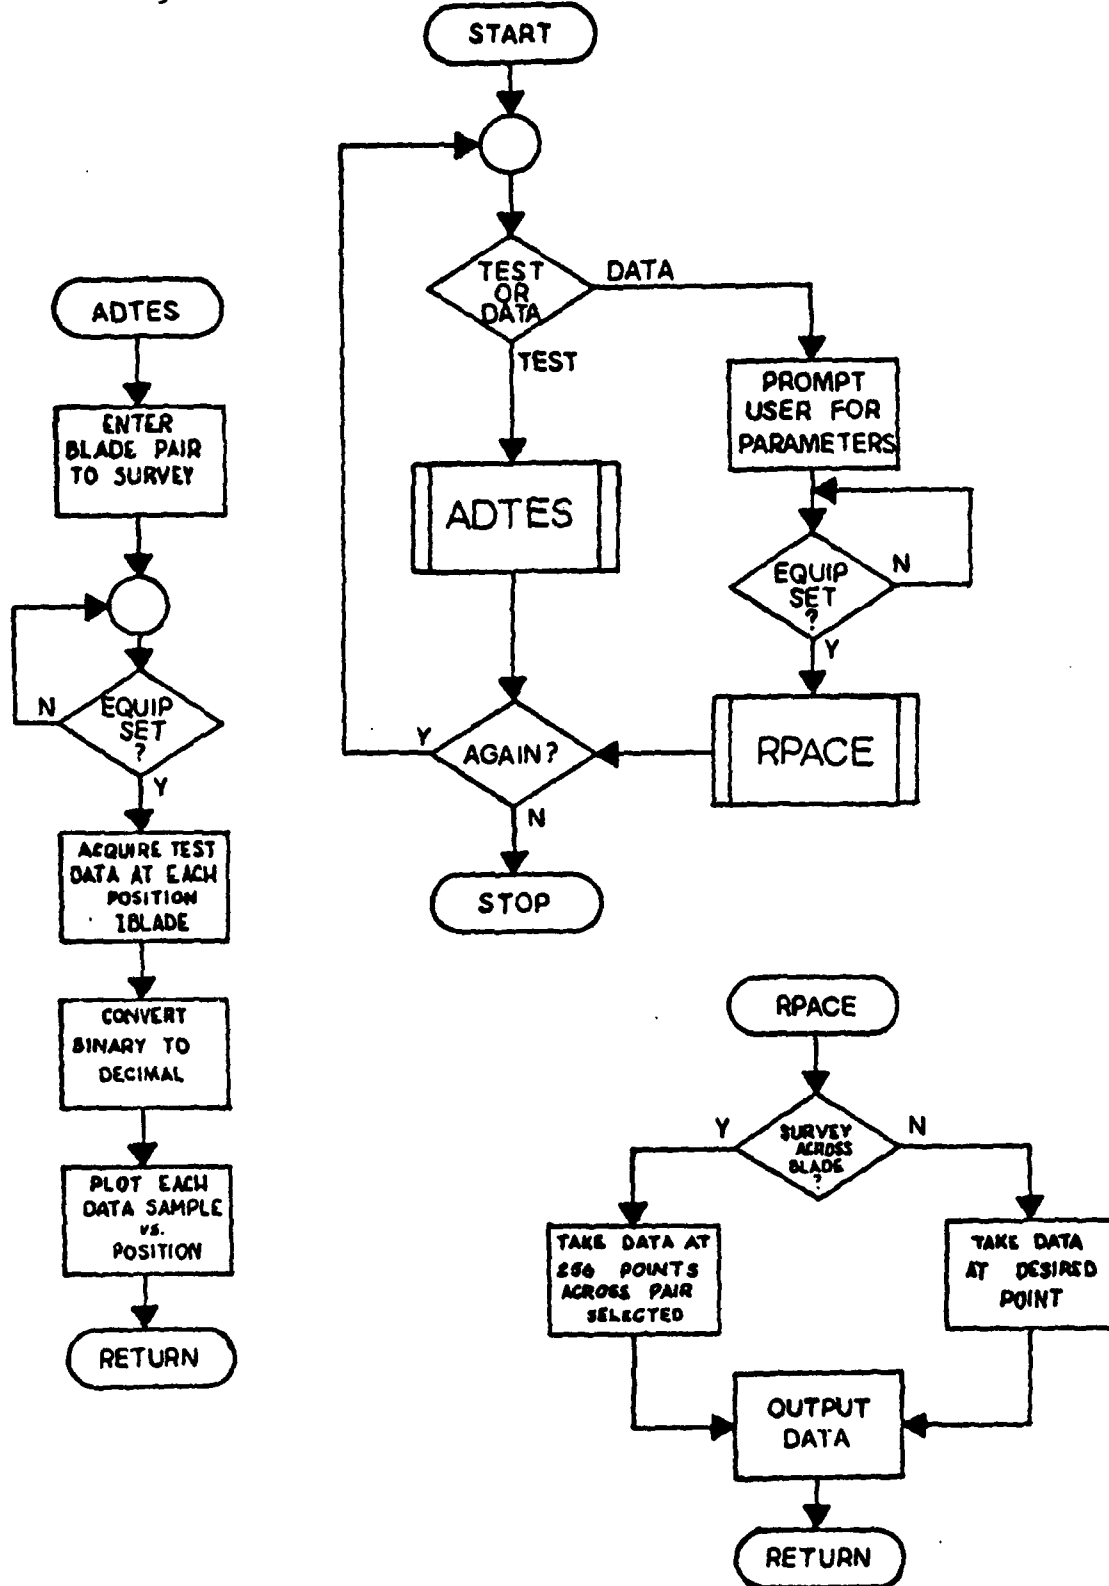 START
TEST
OR
DATA
DATA
TEST
PROMPT
USER FOR
PARAMETERS
ADTES
EQUIP
SET
?
N
Y
RPACE
AGAIN?
Y
N
STOP
ADTES
ENTER
BLADE PAIR
TO SURVEY
EQUIP
SET
?
N
Y
ACQUIRE TEST
DATA AT EACH
POSITION
IBLADE
CONVERT
BINARY TO
DECIMAL
PLOT EACH
DATA SAMPLE
vs.
POSITION
RETURN
RPACE
SURVEY
ACROSS
BLADE
?
Y
N
TAKE DATA AT
256 POINTS
ACROSS PAIR
SELECTED
TAKE DATA
AT DESIRED
POINT
OUTPUT
DATA
RETURN